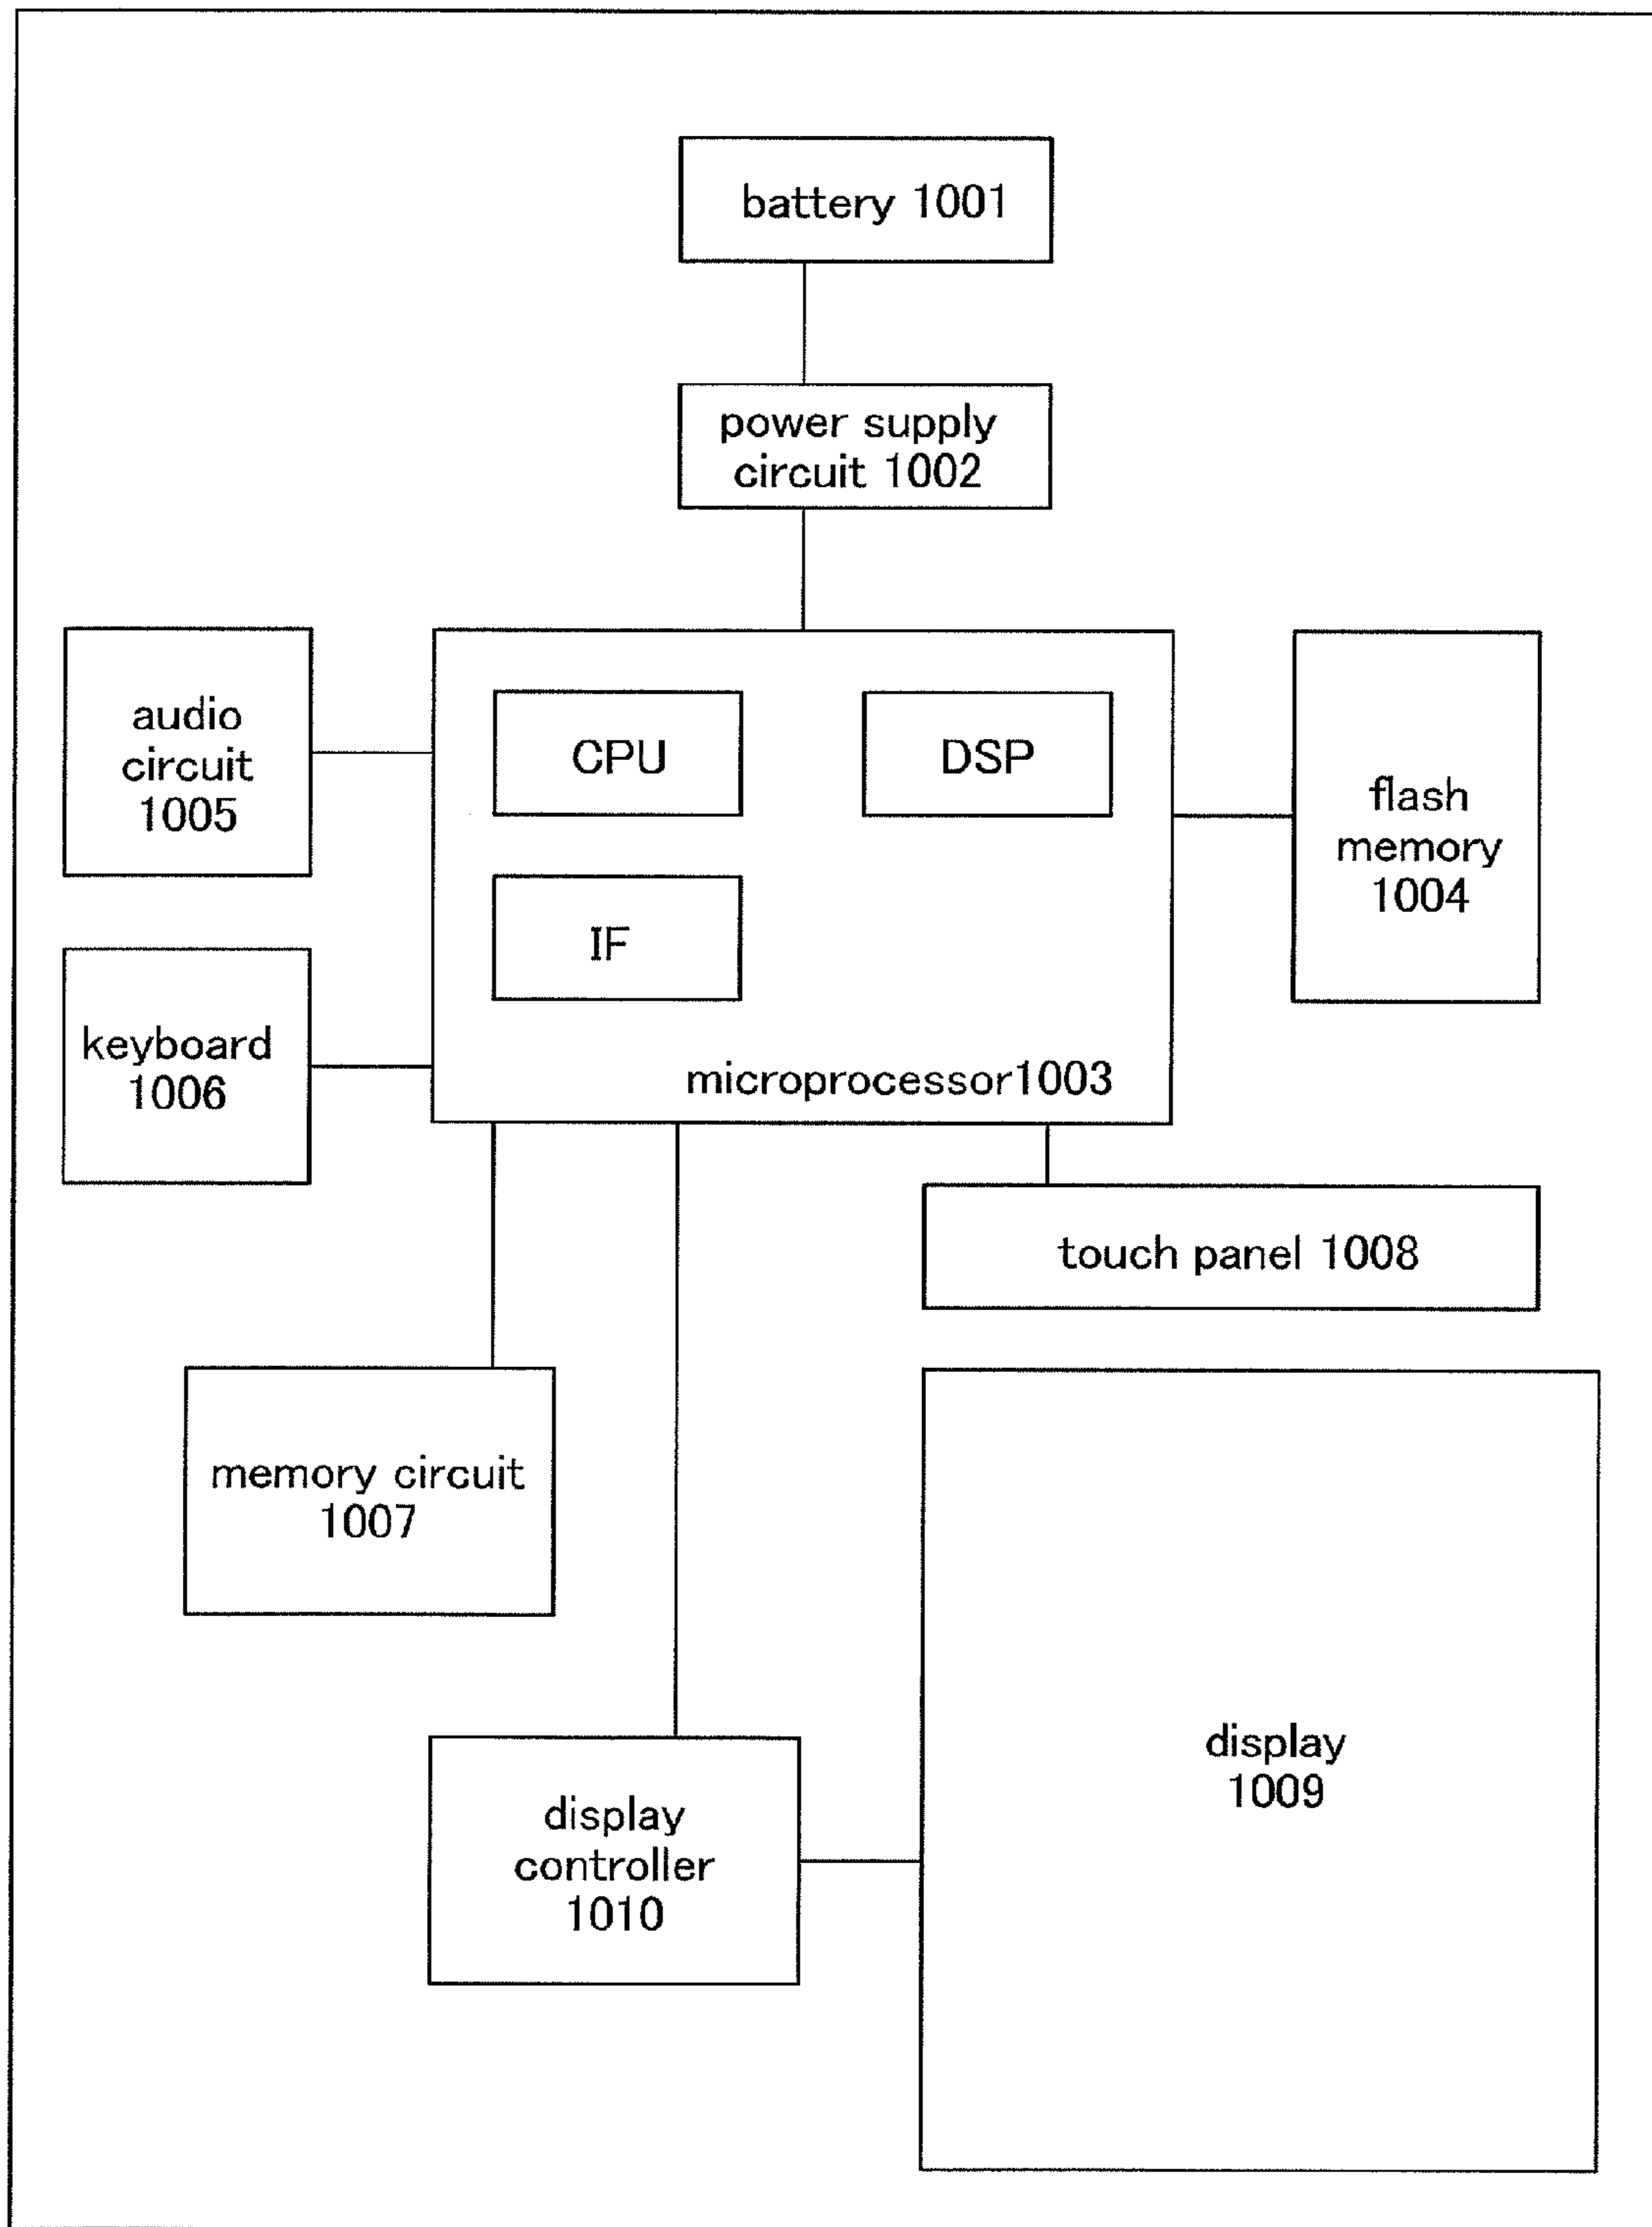 battery 1001
power supply
circuit 1002
audio
circuit
1005
CPU
DSP
flash
memory
1004
IF
keyboard
1006
microprocessor1003
touch panel 1008
memory circuit
1007
display
1009
display
controller
1010